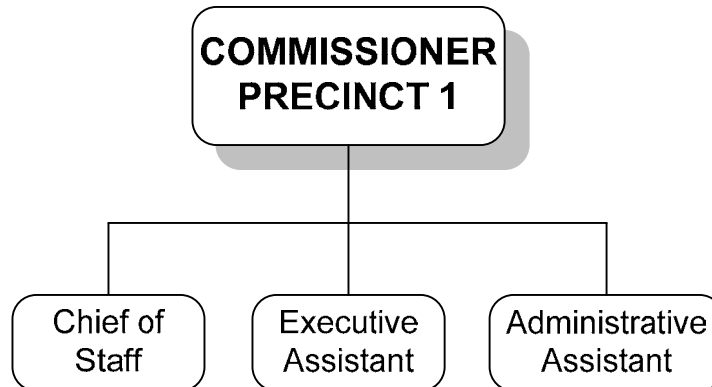 COMMISSIONER
PRECINCT 1
Chief of
Staff
Executive
Assistant
Administrative
Assistant